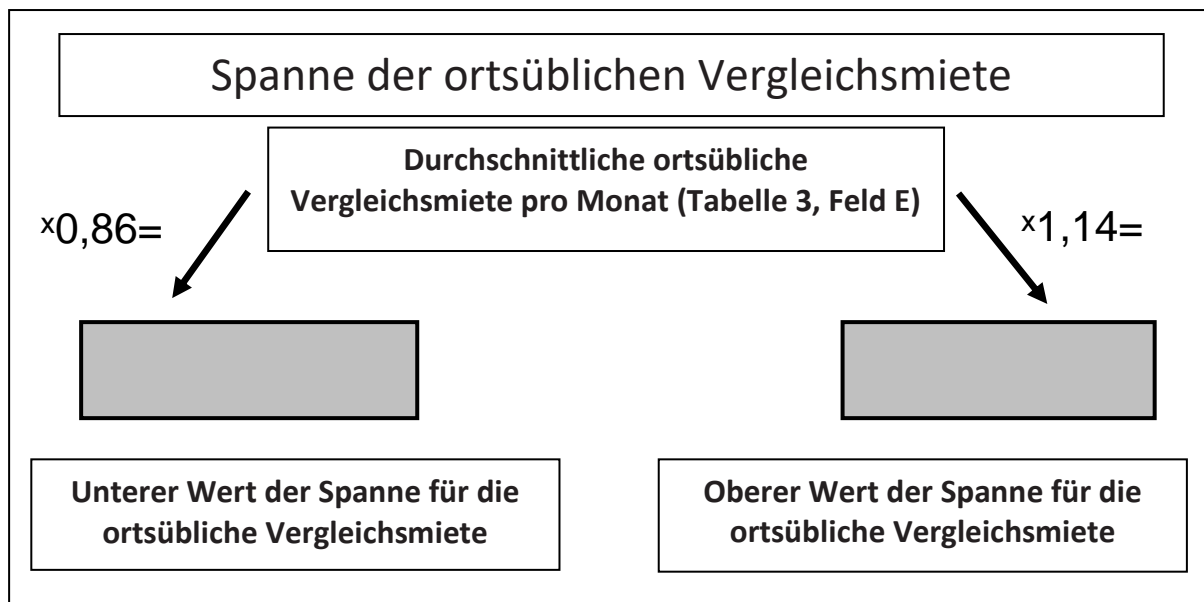 Spanne der ortsüblichen Vergleichsmiete
Durchschnittliche ortsübliche
Vergleichsmiete pro Monat (Tabelle 3, Feld E)
x0,86=
x1,14=
Unterer Wert der Spanne für die
ortsübliche Vergleichsmiete
Oberer Wert der Spanne für die
ortsübliche Vergleichsmiete